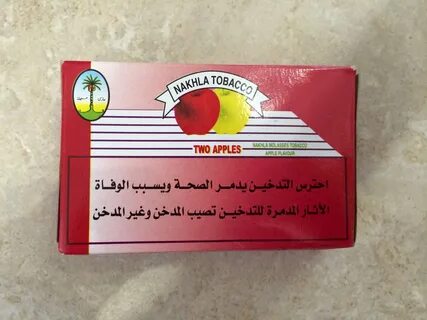 NAKHLA TOBACCO
TWO APPLES
NAKHLA MOLASSES TOBACCO
APPLE FLAVOUR
احترس التدخين يدمر الصحة ويسبب الوفاة
الآثار المدمرة للتدخين تصيب المدخن وغير المدخن